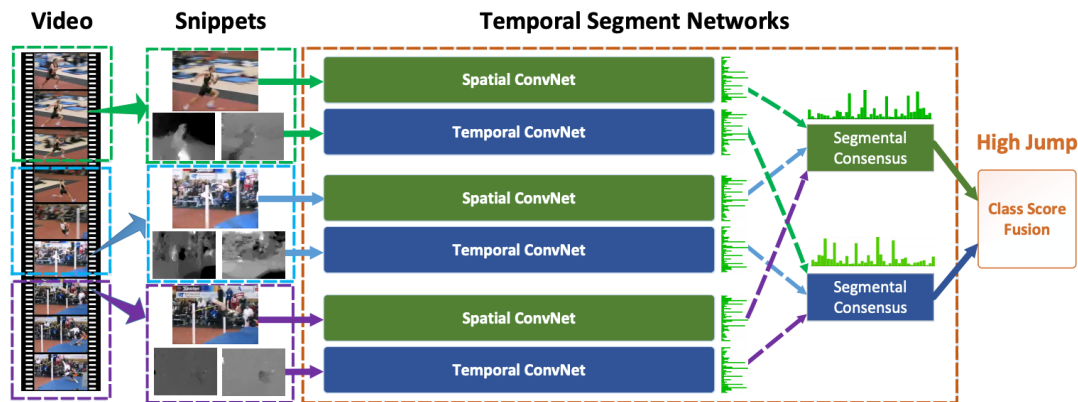 Video
Snippets
Temporal Segment Networks
Spatial ConvNet
Temporal ConvNet
Segmental
Consensus
High Jump
Spatial ConvNet
Temporal ConvNet
Class Score
Fusion
Segmental
Consensus
Spatial ConvNet
Temporal ConvNet